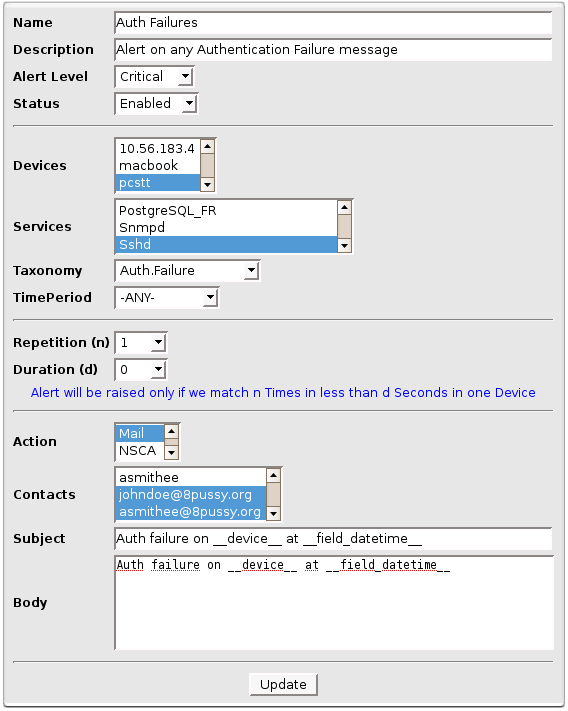 Name Auth Failures
Description Alert on any Authentication Failure message
Alert Level Critical
Status Enabled
Devices 10.56.183.4
macbook
pcstt
Services PostgreSQL_FR
Snmpd
Sshd
Taxonomy Auth.Failure
TimePeriod -ANY-
Repetition (n) 1
Duration (d) 0
Alert will be raised only if we match n Times in less than d Seconds in one Device
Action Mail
NSCA
Contacts asmithee
johndoe@8pussy.org
asmithee@8pussy.org
Subject Auth failure on __device__ at __field_datetime__
Body Auth failure on __device__ at __field_datetime__
Update